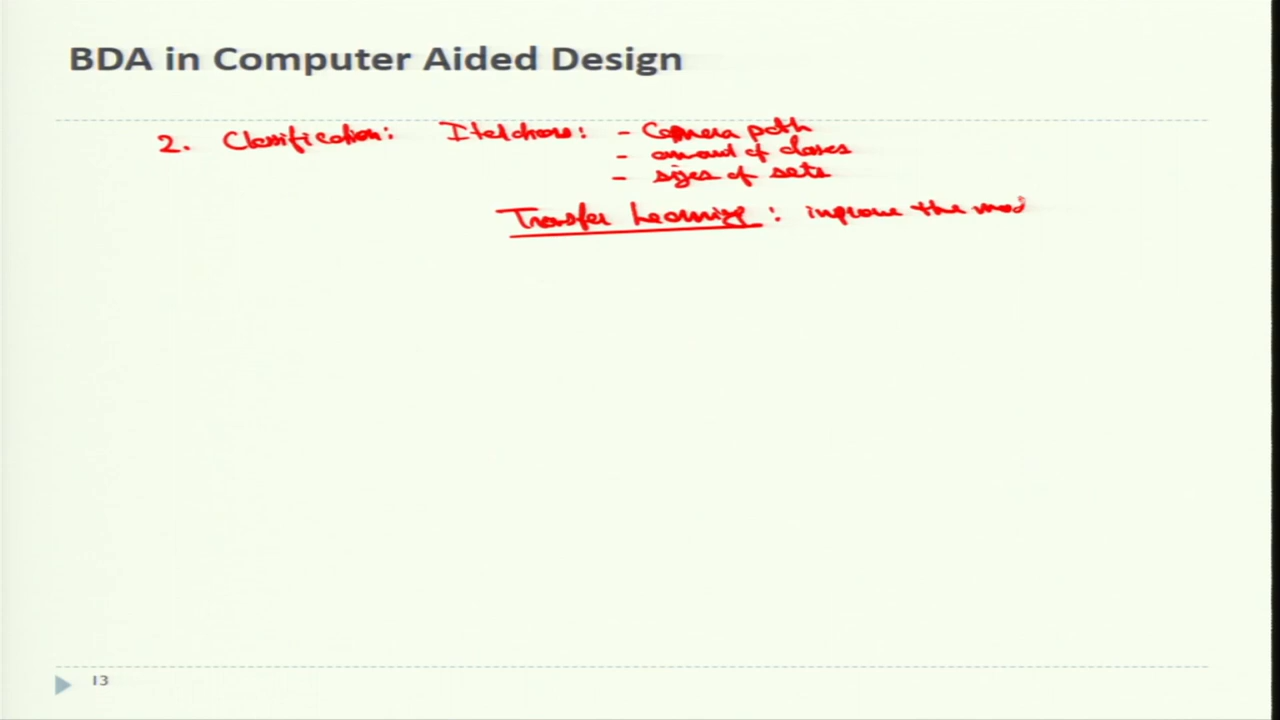 BDA in Computer Aided Design
2. Classification: Iterations: - Camera path
- amount of classes
- sizes of sets
Transfer Learning: improve the mod
13